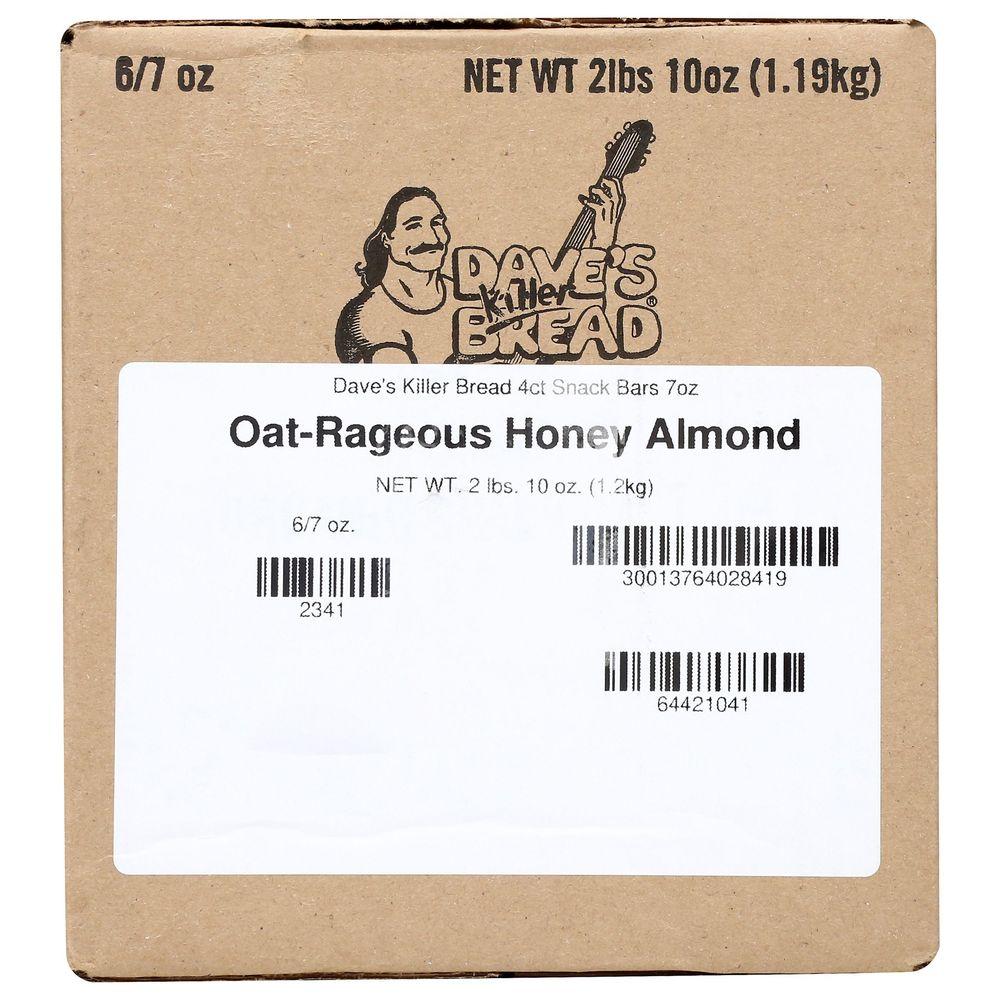 6/7 oz NET WT 2lbs 10oz (1.19kg)
DAVE'S
Killer
BREAD®
Dave's Killer Bread 4ct Snack Bars 7oz
Oat-Rageous Honey Almond
NET WT. 2 lbs. 10 oz. (1.2kg)
6/7 oz.
30013764028419
2341
64421041